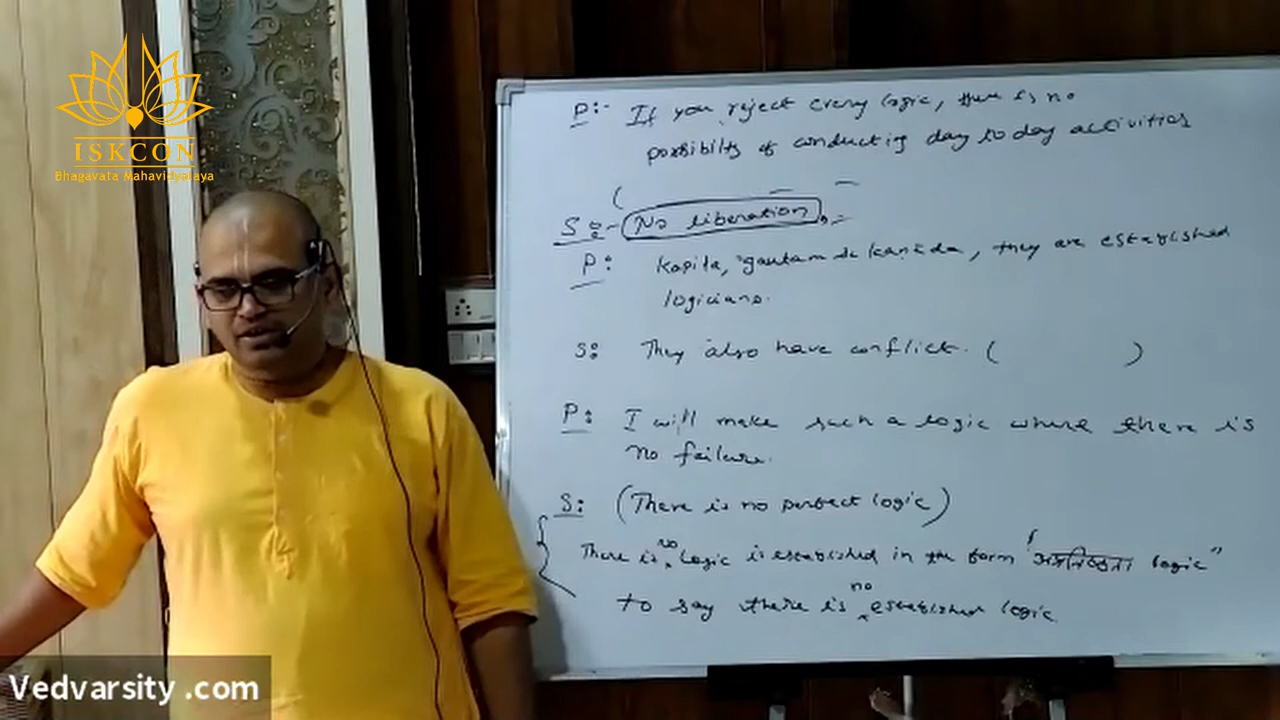 ISKCON
Bhagavata Mahavidyalaya
P:- If you reject every logic, there is no
possibilty of conducting day to day activities
S:- No liberation
P: Kapila, gautam & Kanada, they are established
logicians.
S: They also have conflict. ( )
P: I will make such a logic where there is
no failure.
S: (There is no perfect logic)
There is no logic is established in the form logic"
to say there is no established logic
Vedvarsity .com